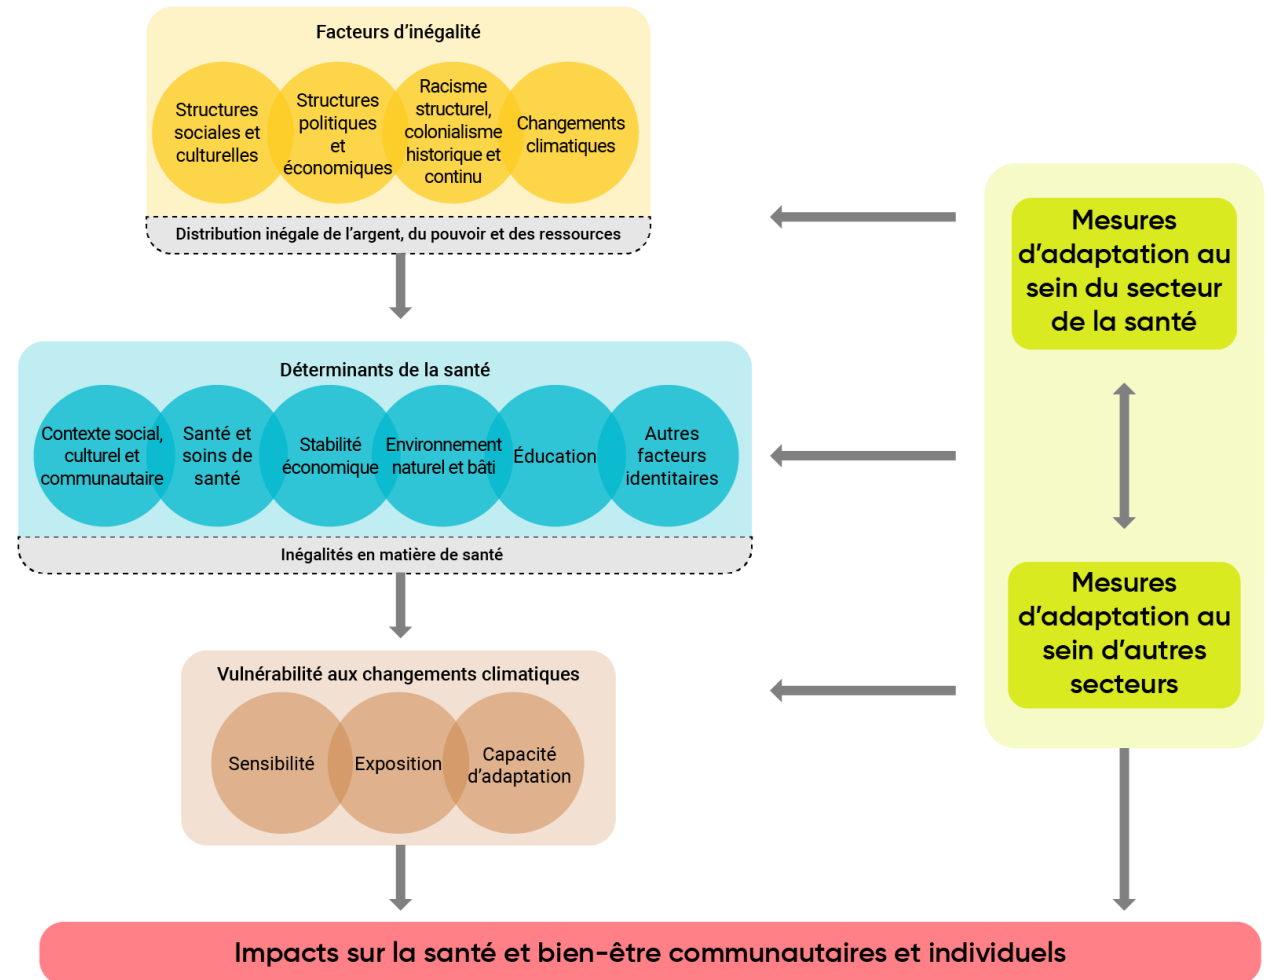 Facteurs d’inégalité
Structures
sociales et
culturelles
Structures
politiques
et
économiques
Racisme
structurel,
colonialisme
historique et
continu
Changements
climatiques
Distribution inégale de l’argent, du pouvoir et des ressources
Déterminants de la santé
Contexte social,
culturel et
communautaire
Santé et
soins de
santé
Stabilité
économique
Environnement
naturel et bâti
Éducation
Autres
facteurs
identitaires
Inégalités en matière de santé
Vulnérabilité aux changements climatiques
Sensibilité
Exposition
Capacité
d’adaptation
Mesures
d’adaptation au
sein du secteur
de la santé
Mesures
d’adaptation au
sein d’autres
secteurs
Impacts sur la santé et bien-être communautaires et individuels